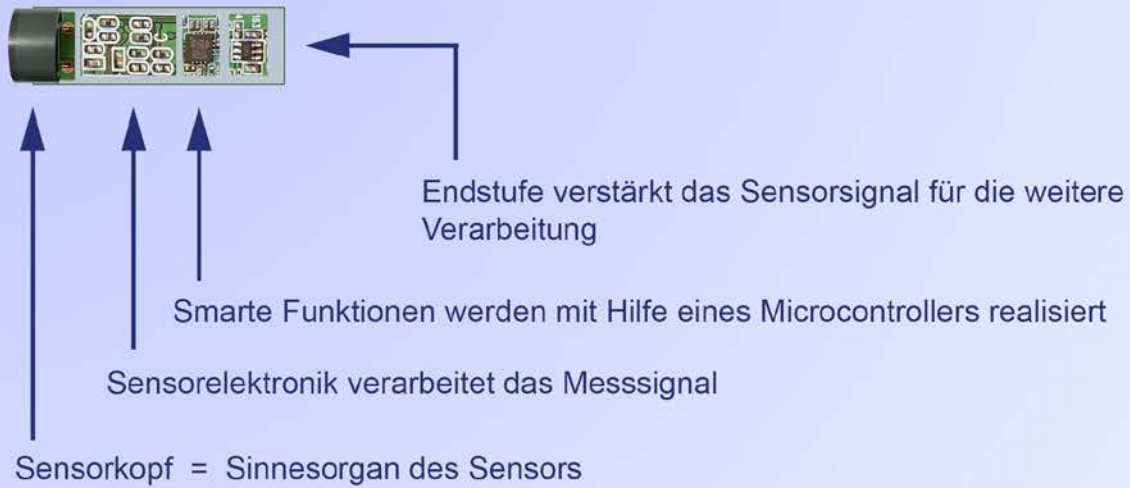 Endstufe verstärkt das Sensorsignal für die weitere
Verarbeitung
Smarte Funktionen werden mit Hilfe eines Microcontrollers realisiert
Sensorelektronik verarbeitet das Messsignal
Sensorkopf = Sinnesorgan des Sensors